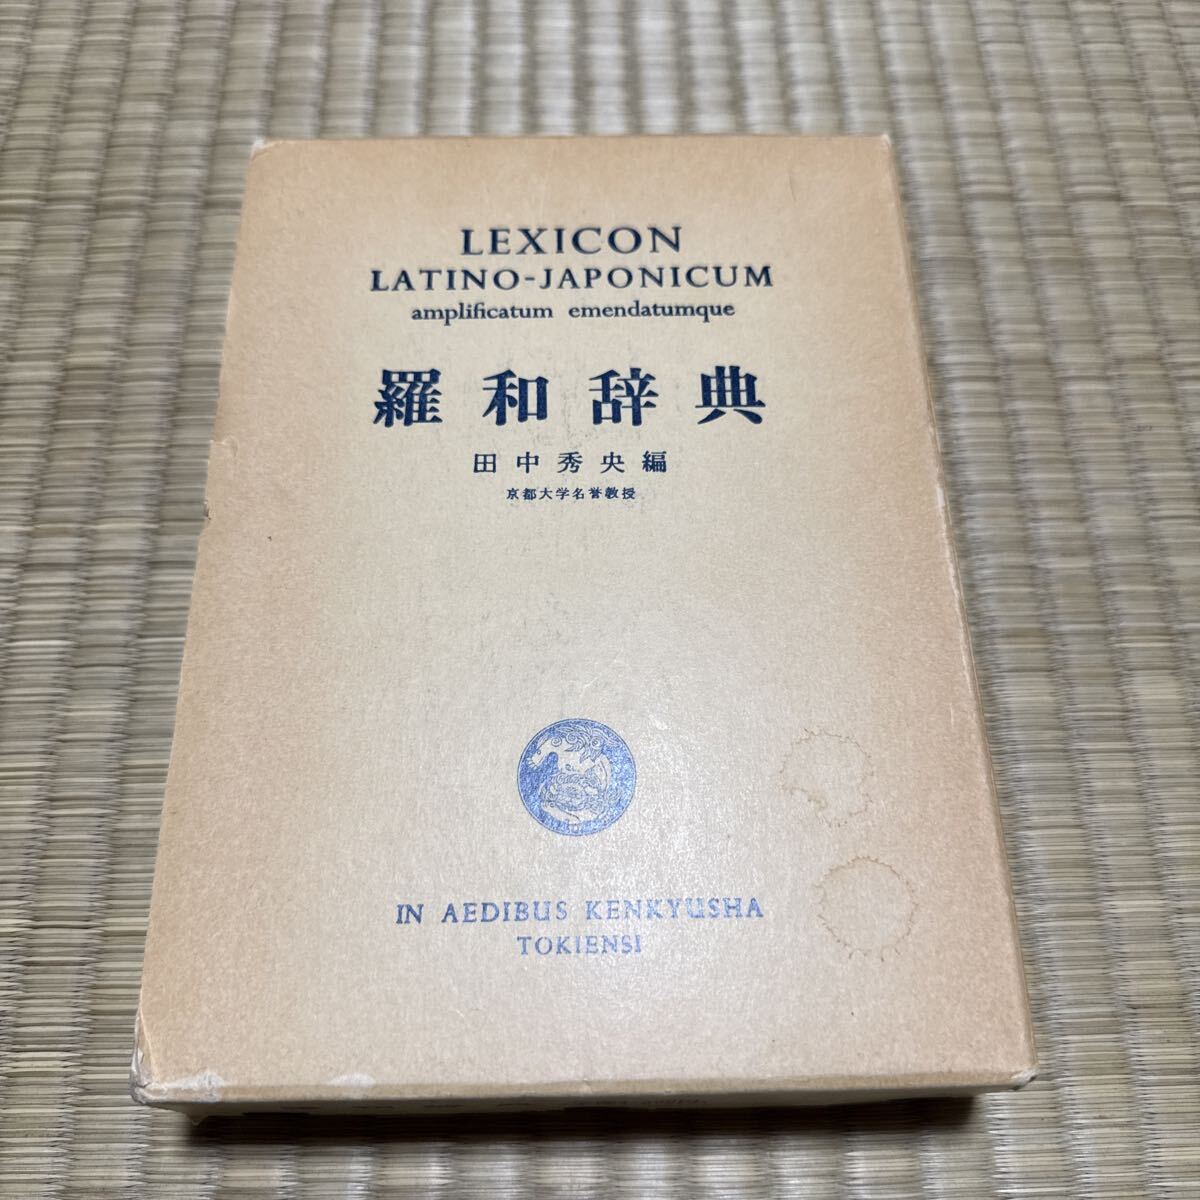 LEXICON
LATINO-JAPONICUM
amplificatum emendatumque
羅和辞典
田中秀央編
京都大学名誉教授
IN AEDIBUS KENKYUSHA
TOKIENSI